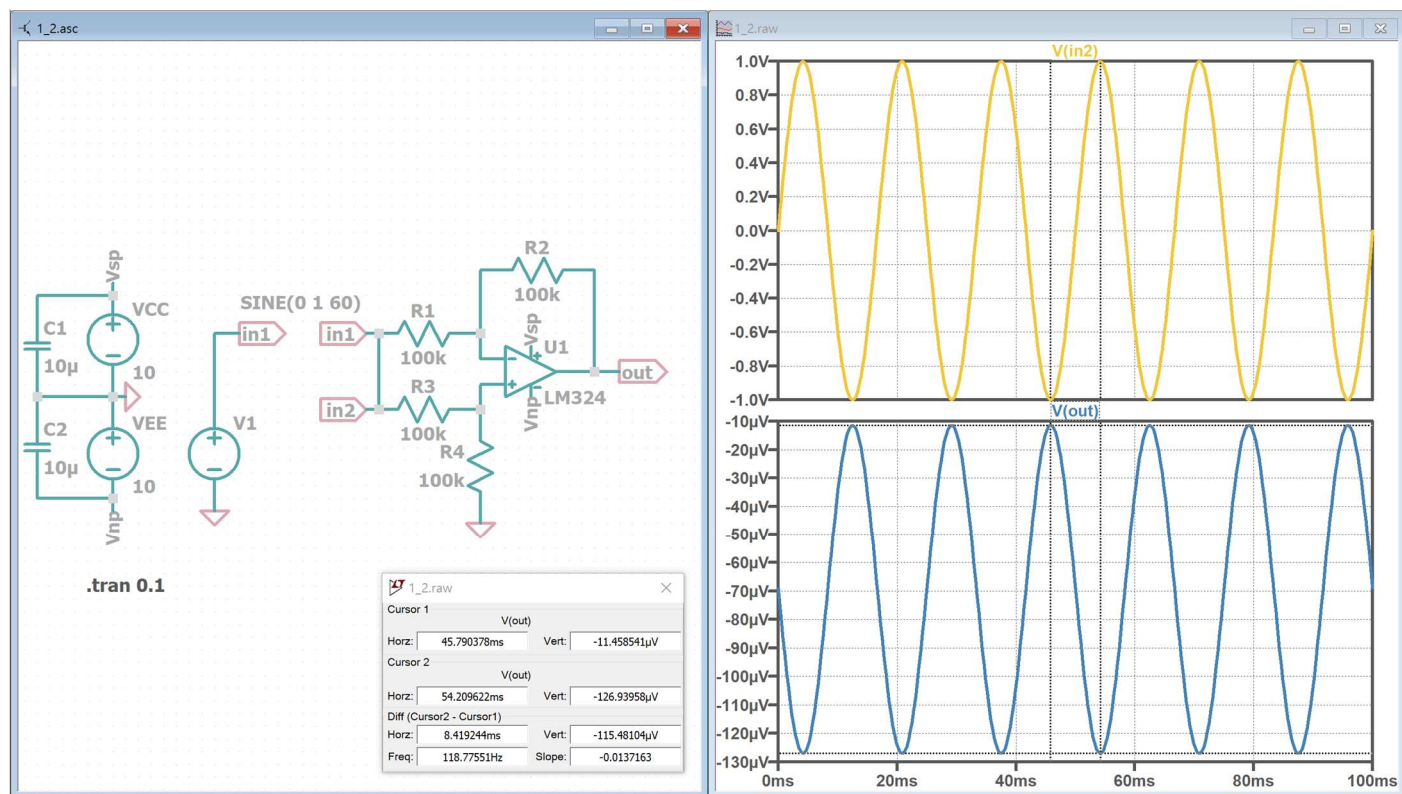 1_2.asc
Vsp
VCC
C1
10µ
10
VEE
C2
10µ
10
Vnp
SINE(0 1 60)
in1
V1
in1
in2
R1
100k
R2
100k
R3
100k
R4
100k
Vsp
U1
LM324
Vnp
out
.tran 0.1
1_2.raw
Cursor 1
V(out)
Horz: 45.790378ms Vert: -11.458541µV
Cursor 2
V(out)
Horz: 54.209622ms Vert: -126.93958µV
Diff (Cursor2 - Cursor1)
Horz: 8.419244ms Vert: -115.48104µV
Freq: 118.77551Hz Slope: -0.0137163
1_2.raw
V(in2)
1.0V
0.8V
0.6V
0.4V
0.2V
0.0V
-0.2V
-0.4V
-0.6V
-0.8V
-1.0V
V(out)
-10µV
-20µV
-30µV
-40µV
-50µV
-60µV
-70µV
-80µV
-90µV
-100µV
-110µV
-120µV
-130µV
0ms 20ms 40ms 60ms 80ms 100ms